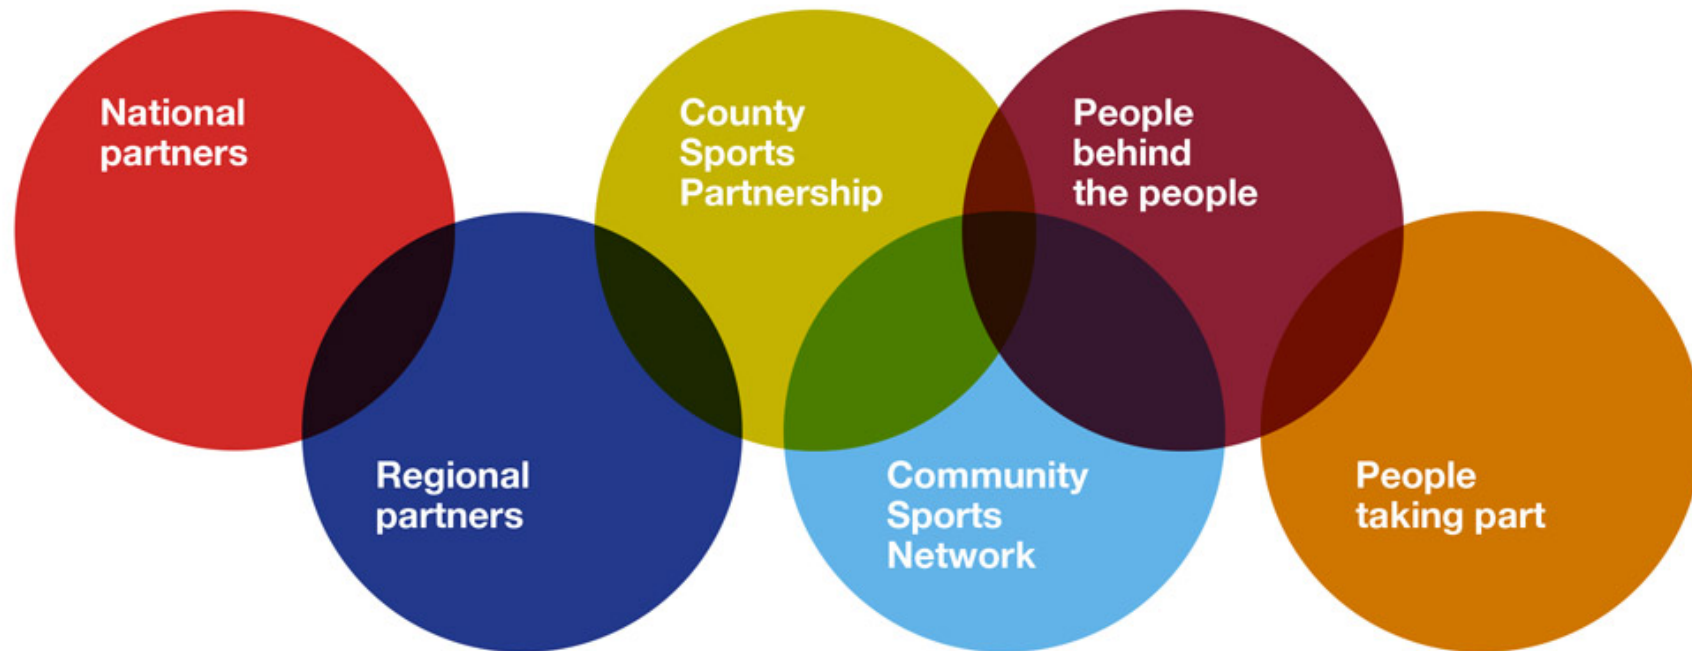 National
partners
Regional
partners
County
Sports
Partnership
Community
Sports
Network
People
behind
the people
People
taking part